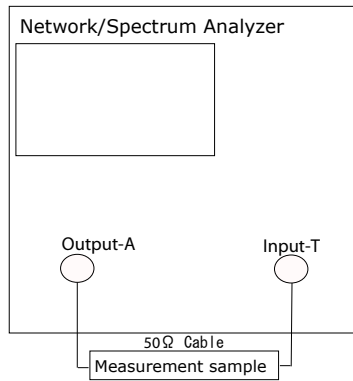 Network/Spectrum Analyzer
Output-A
Input-T
50Ω Cable
Measurement sample